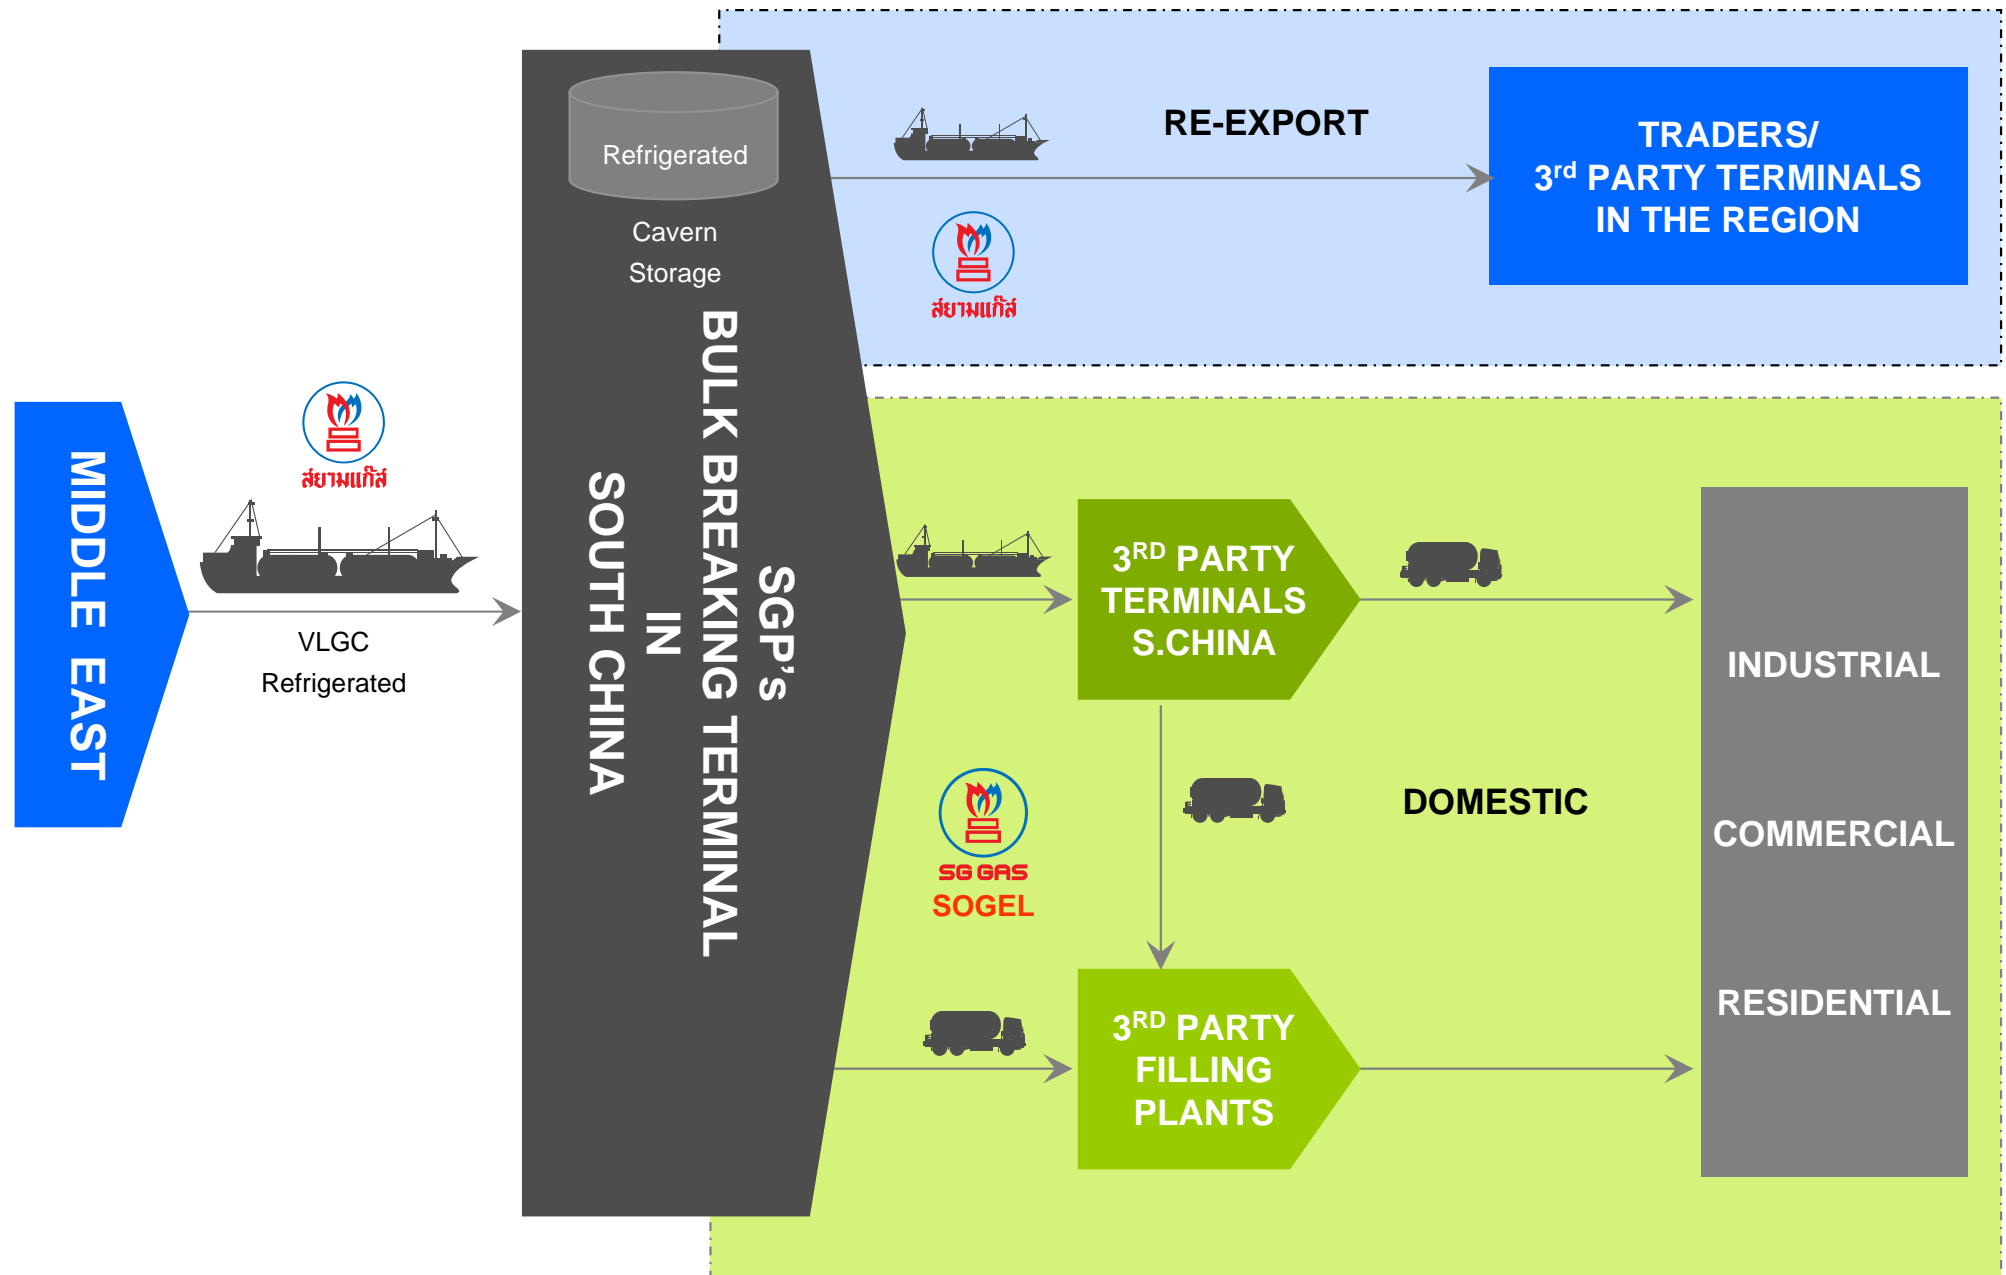 MIDDLE EAST
สยามแก๊ส
VLGC
Refrigerated
Refrigerated
Cavern
Storage
SGP's
BULK BREAKING TERMINAL
IN
SOUTH CHINA
RE-EXPORT
สยามแก๊ส
TRADERS/
3rd PARTY TERMINALS
IN THE REGION
3RD PARTY
TERMINALS
S.CHINA
SG GAS
SOGEL
DOMESTIC
3RD PARTY
FILLING
PLANTS
INDUSTRIAL
COMMERCIAL
RESIDENTIAL